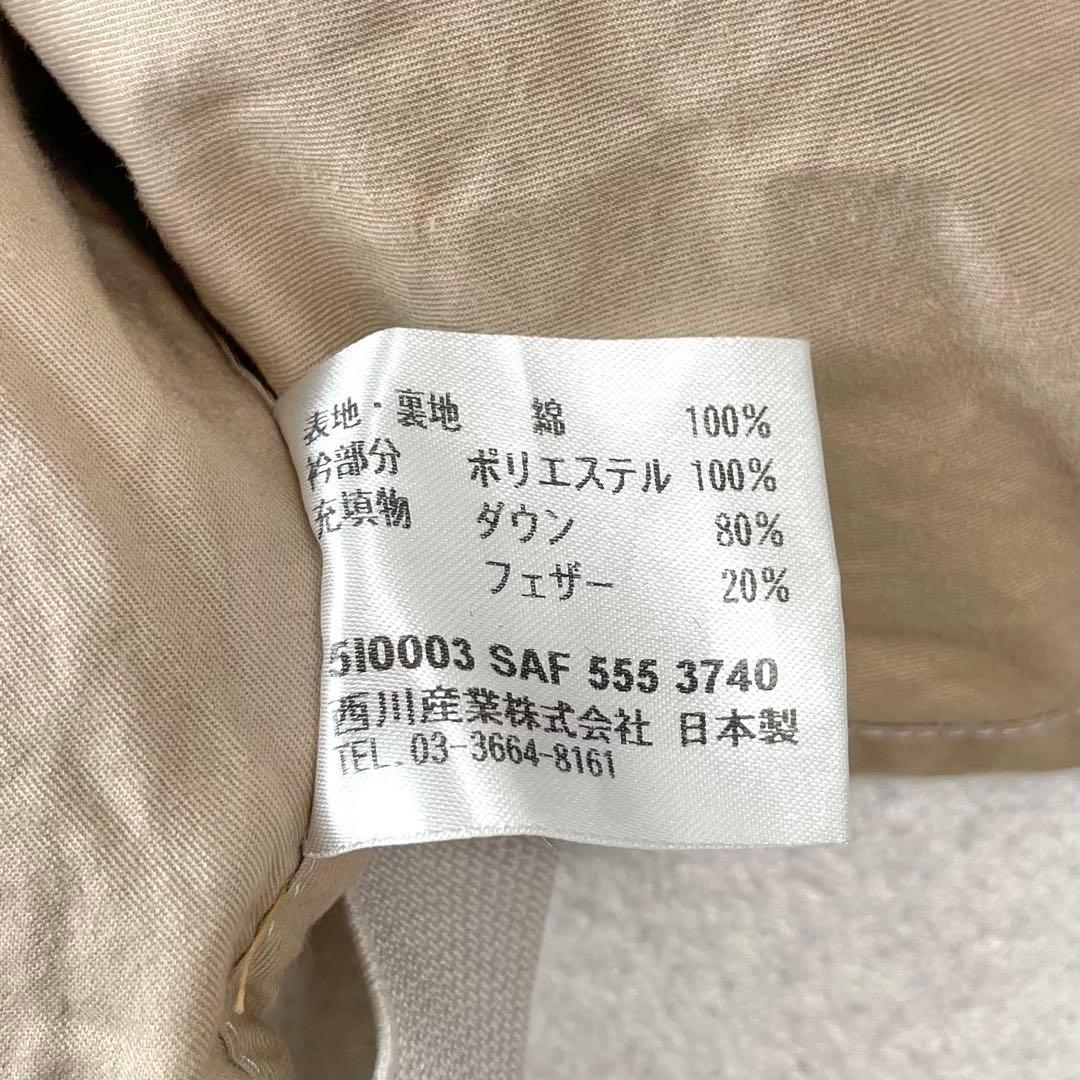 表地・裏地 綿 100%
衿部分 ポリエステル 100%
充填物 ダウン 80%
フェザー 20%
5I0003 SAF 555 3740
西川産業株式会社 日本製
TEL. 03-3664-8161